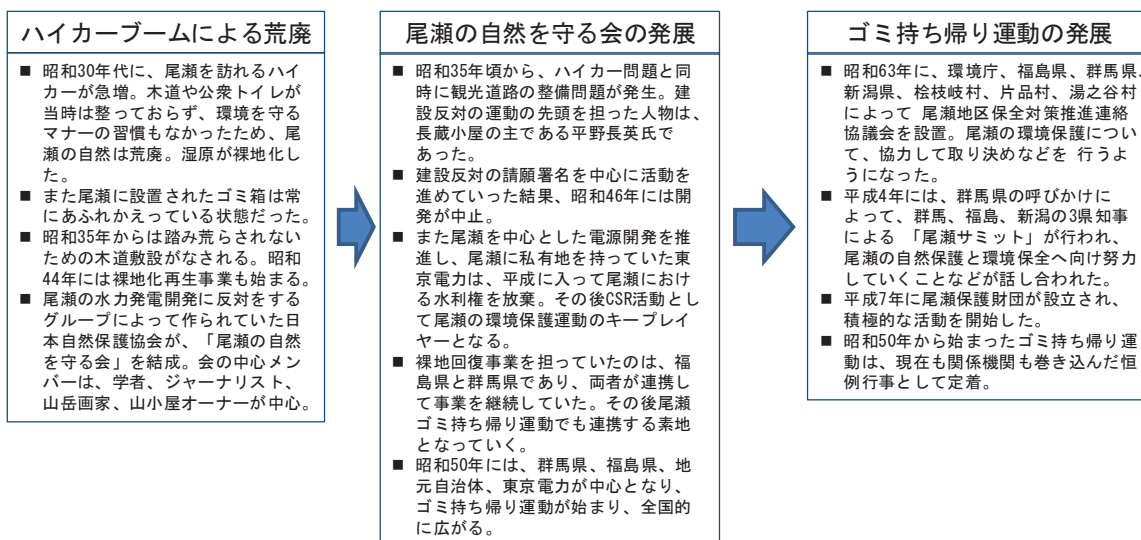 ハイカーブームによる荒廃
■ 昭和30年代に、尾瀬を訪れるハイ
カーが急増。木道や公衆トイレが
当時は整っておらず、環境を守る
マナーの習慣もなかったため、尾
瀬の自然は荒廃。湿原が裸地化し
た。
■ また尾瀬に設置されたゴミ箱は常
にあふれかえっている状態だった。
■ 昭和35年からは踏み荒らされない
ための木道敷設がなされる。昭和
44年には裸地化再生事業も始まる。
■ 尾瀬の水力発電開発に反対をする
グループによって作られていた日
本自然保護協会が、「尾瀬の自然
を守る会」を結成。会の中心メン
バーは、学者、ジャーナリスト、
山岳画家、山小屋オーナーが中心。
尾瀬の自然を守る会の発展
■ 昭和35年頃から、ハイカー問題と同
時に観光道路の整備問題が発生。建
設反対の運動の先頭を担った人物は、
長蔵小屋の主である平野長英氏で
あった。
■ 建設反対の請願署名を中心に活動を
進めていった結果、昭和46年には開
発が中止。
■ また尾瀬を中心とした電源開発を推
進し、尾瀬に私有地を持っていた東
京電力は、平成に入って尾瀬におけ
る水利権を放棄。その後CSR活動とし
て尾瀬の環境保護運動のキープレイ
ヤーとなる。
■ 裸地回復事業を担っていたのは、福
島県と群馬県であり、両者が連携し
て事業を継続していた。その後尾瀬
ゴミ持ち帰り運動でも連携する素地
となっていく。
■ 昭和50年には、群馬県、福島県、地
元自治体、東京電力が中心となり、
ゴミ持ち帰り運動が始まり、全国的
に広がる。
ゴミ持ち帰り運動の発展
■ 昭和63年に、環境庁、福島県、群馬県、
新潟県、桧枝岐村、片品村、湯之谷村
によって 尾瀬地区保全対策推進連絡
協議会を設置。尾瀬の環境保護につい
て、協力して取り決めなどを 行うよ
うになった。
■ 平成4年には、群馬県の呼びかけに
よって、群馬、福島、新潟の3県知事
による 「尾瀬サミット」が行われ、
尾瀬の自然保護と環境保全へ向け努力
していくことなどが話し合われた。
■ 平成7年に尾瀬保護財団が設立され、
積極的な活動を開始した。
■ 昭和50年から始まったゴミ持ち帰り運
動は、現在も関係機関も巻き込んだ恒
例行事として定着。